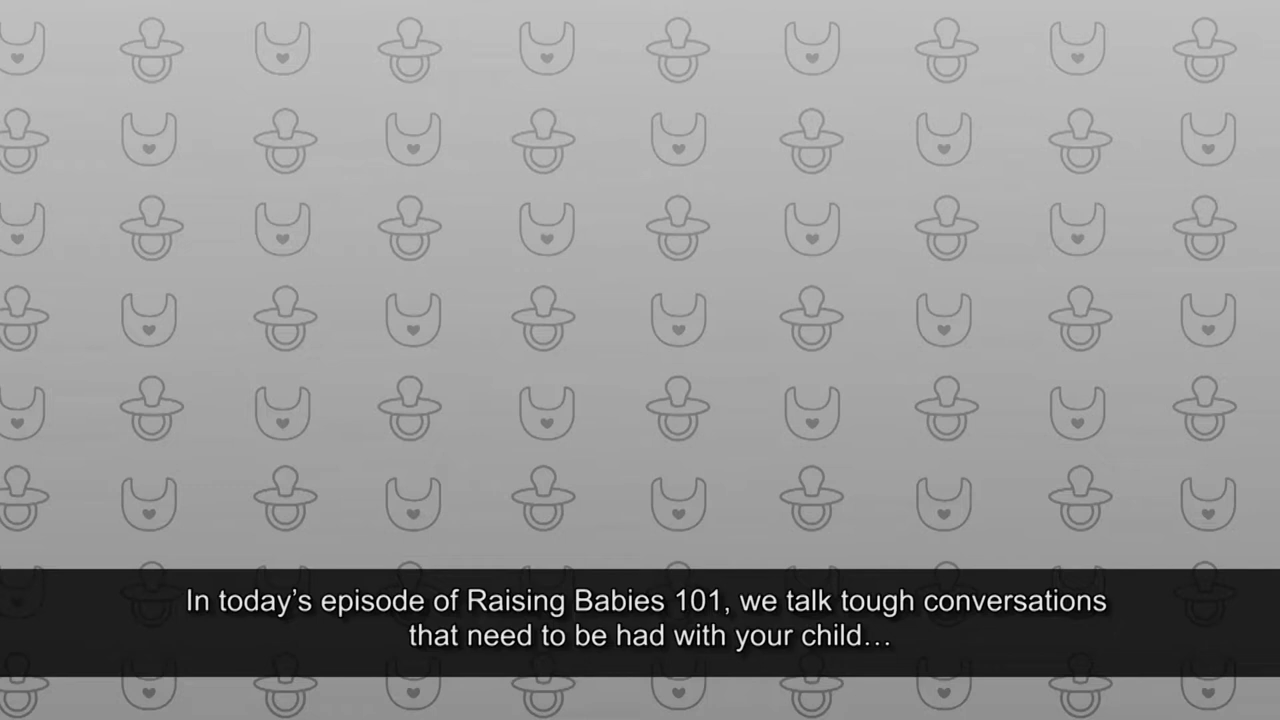 In today’s episode of Raising Babies 101, we talk tough conversations
that need to be had with your child…